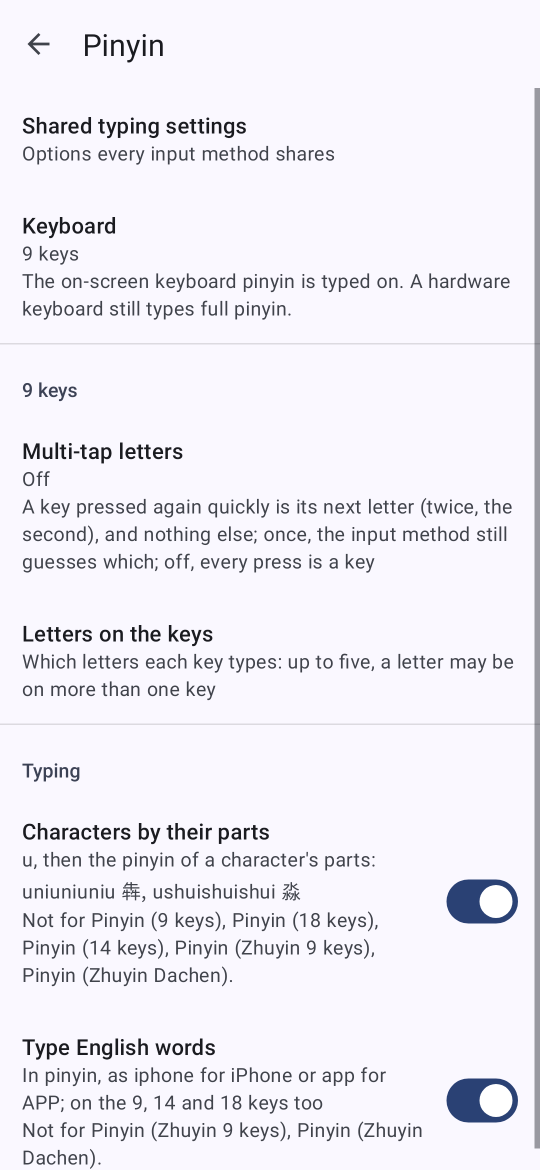 Pinyin
Shared typing settings
Options every input method shares
Keyboard
9 keys
The on-screen keyboard pinyin is typed on. A hardware
keyboard still types full pinyin.
9 keys
Multi-tap letters
Off
A key pressed again quickly is its next letter (twice, the
second), and nothing else; once, the input method still
guesses which; off, every press is a key
Letters on the keys
Which letters each key types: up to five, a letter may be
on more than one key
Typing
Characters by their parts
u, then the pinyin of a character's parts:
uniuniuniu 犇, ushuishuishui 淼
Not for Pinyin (9 keys), Pinyin (18 keys),
Pinyin (14 keys), Pinyin (Zhuyin 9 keys),
Pinyin (Zhuyin Dachen).
Type English words
In pinyin, as iphone for iPhone or app for
APP; on the 9, 14 and 18 keys too
Not for Pinyin (Zhuyin 9 keys), Pinyin (Zhuyin
Dachen).